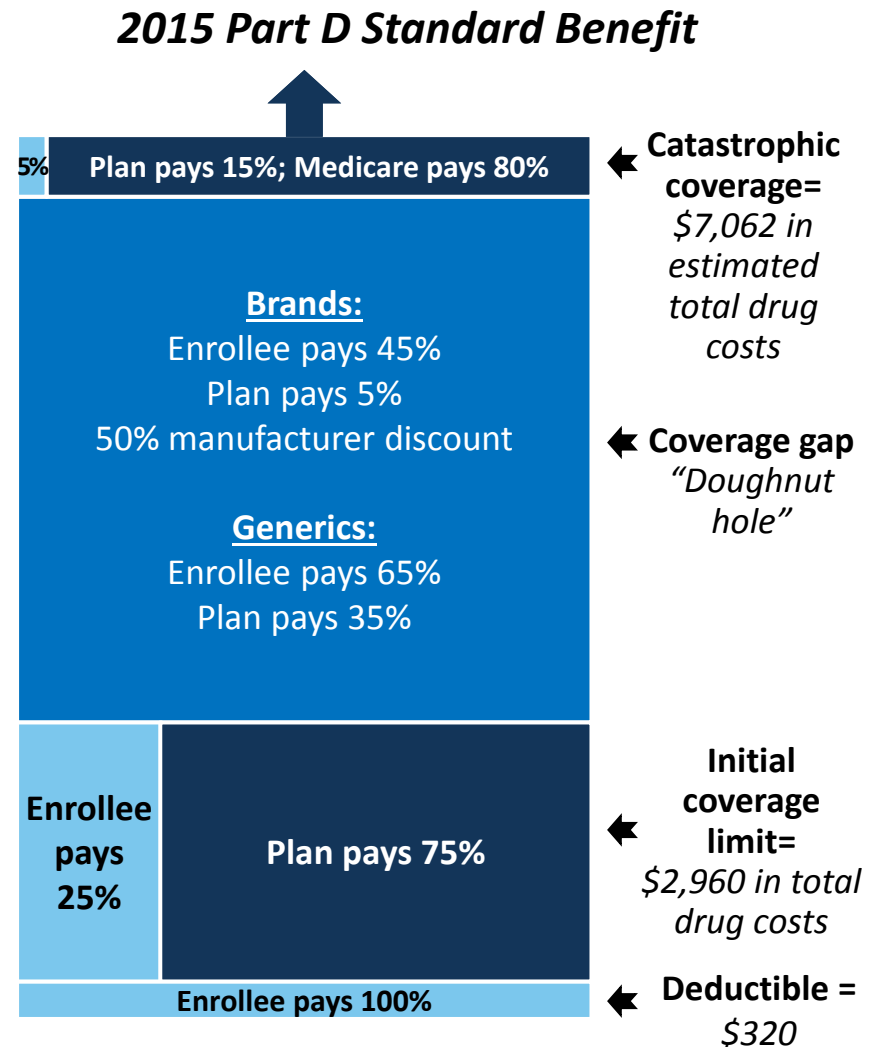 2015 Part D Standard Benefit
5%
Plan pays 15%; Medicare pays 80%
Catastrophic
coverage=
$7,062 in
estimated
total drug
costs
Brands:
Enrollee pays 45%
Plan pays 5%
50% manufacturer discount
Generics:
Enrollee pays 65%
Plan pays 35%
Coverage gap
“Doughnut
hole”
Enrollee
pays
25%
Plan pays 75%
Initial
coverage
limit=
$2,960 in total
drug costs
Enrollee pays 100%
Deductible =
$320